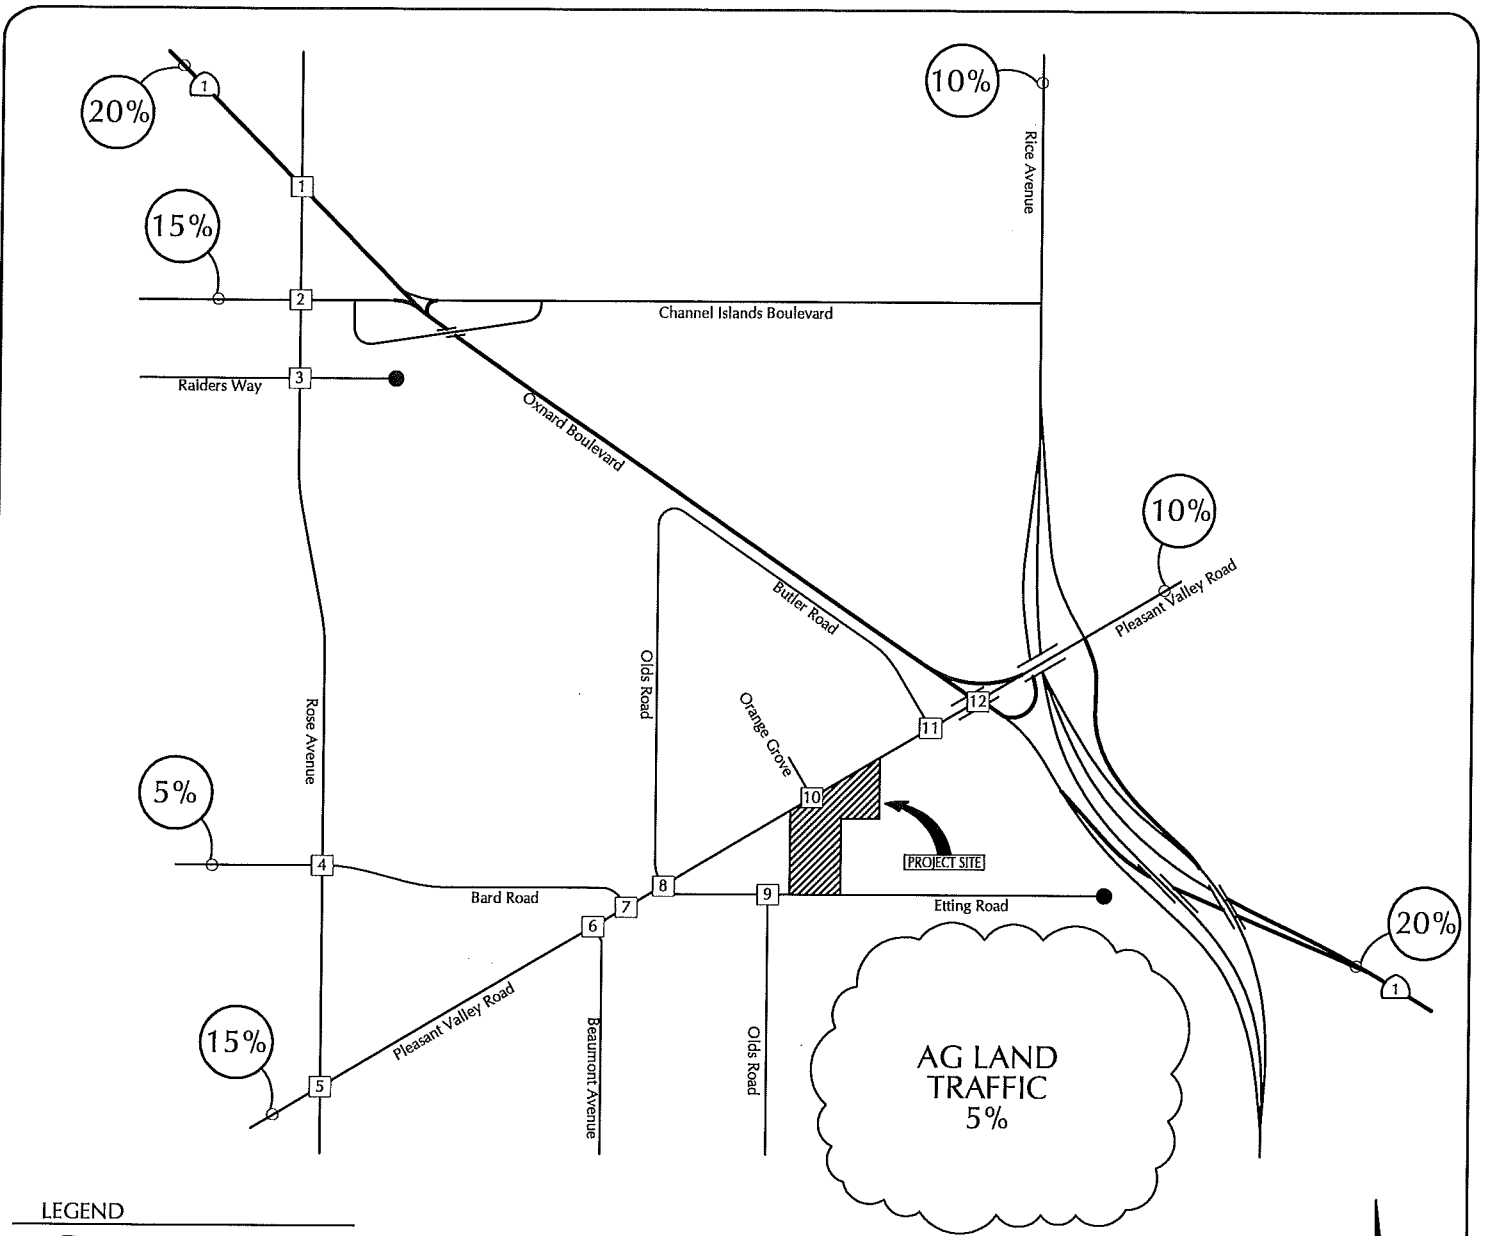 20%
1
10%
Rice Avenue
1
15%
2
Channel Islands Boulevard
3
Raiders Way
Oxnard Boulevard
10%
Pleasant Valley Road
Butler Road
Olds Road
Orange Grove
12
11
Rose Avenue
5%
10
PROJECT SITE
4
8
Bard Road
7
9
Etting Road
6
20%
1
Pleasant Valley Road
15%
5
Beaumont Avenue
Olds Road
AG LAND
TRAFFIC
5%
LEGEND